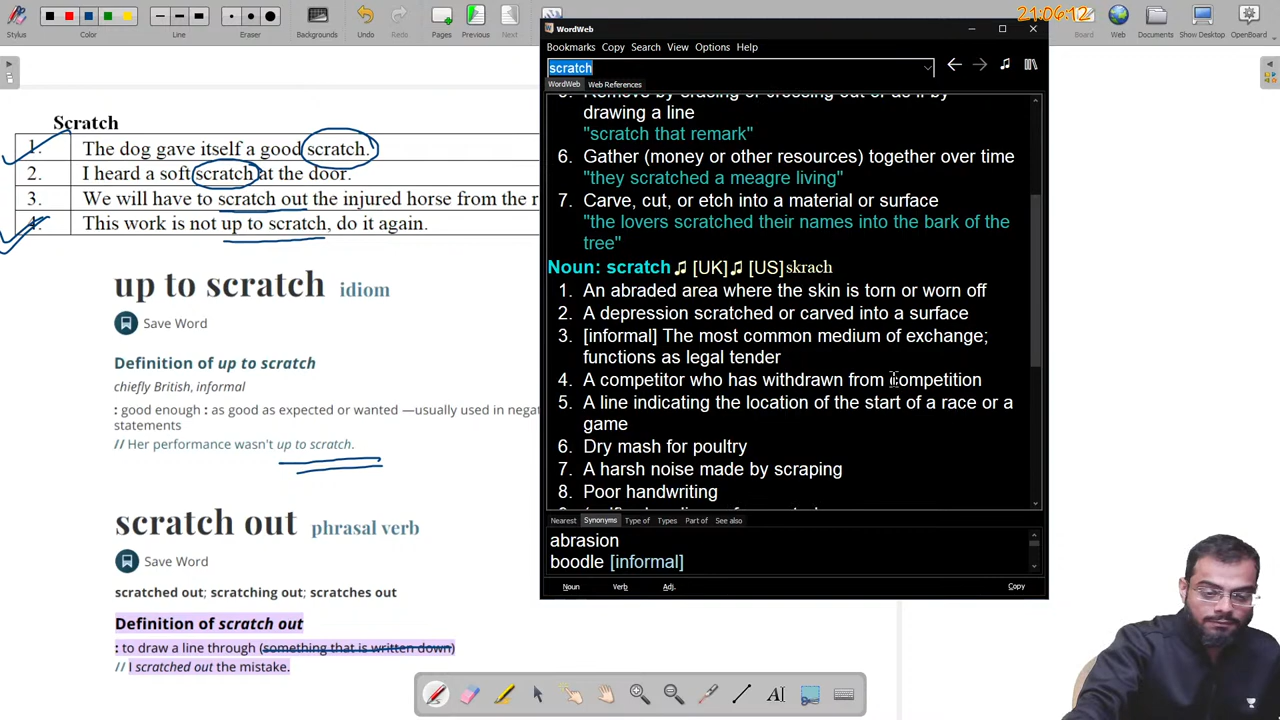 21:06:12
Stylus
Color
Line
Eraser
Backgrounds
Undo
Redo
Pages
Previous
Next
Board
Web
Documents
Show Desktop
OpenBoard
WordWeb
Bookmarks Copy Search View Options Help
scratch
WordWeb Web References
drawing a line
"scratch that remark"
6. Gather (money or other resources) together over time
"they scratched a meagre living"
7. Carve, cut, or etch into a material or surface
"the lovers scratched their names into the bark of the
tree"
Noun: scratch♫ [UK]♫ [US]skrach
1. An abraded area where the skin is torn or worn off
2. A depression scratched or carved into a surface
3. [informal] The most common medium of exchange;
functions as legal tender
4. A competitor who has withdrawn from competition
5. A line indicating the location of the start of a race or a
game
6. Dry mash for poultry
7. A harsh noise made by scraping
8. Poor handwriting
Nearest Synonyms Type of Types Part of See also
abrasion
boodle [informal]
Noun Verb Adj. Copy
Scratch
1. The dog gave itself a good scratch.
2. I heard a soft scratch at the door.
3. We will have to scratch out the injured horse from the r
4. This work is not up to scratch, do it again.
up to scratch idiom
Save Word
Definition of up to scratch
chiefly British, informal
: good enough : as good as expected or wanted —usually used in negat
statements
// Her performance wasn't up to scratch.
scratch out phrasal verb
Save Word
scratched out; scratching out; scratches out
Definition of scratch out
: to draw a line through (something that is written down)
// I scratched out the mistake.